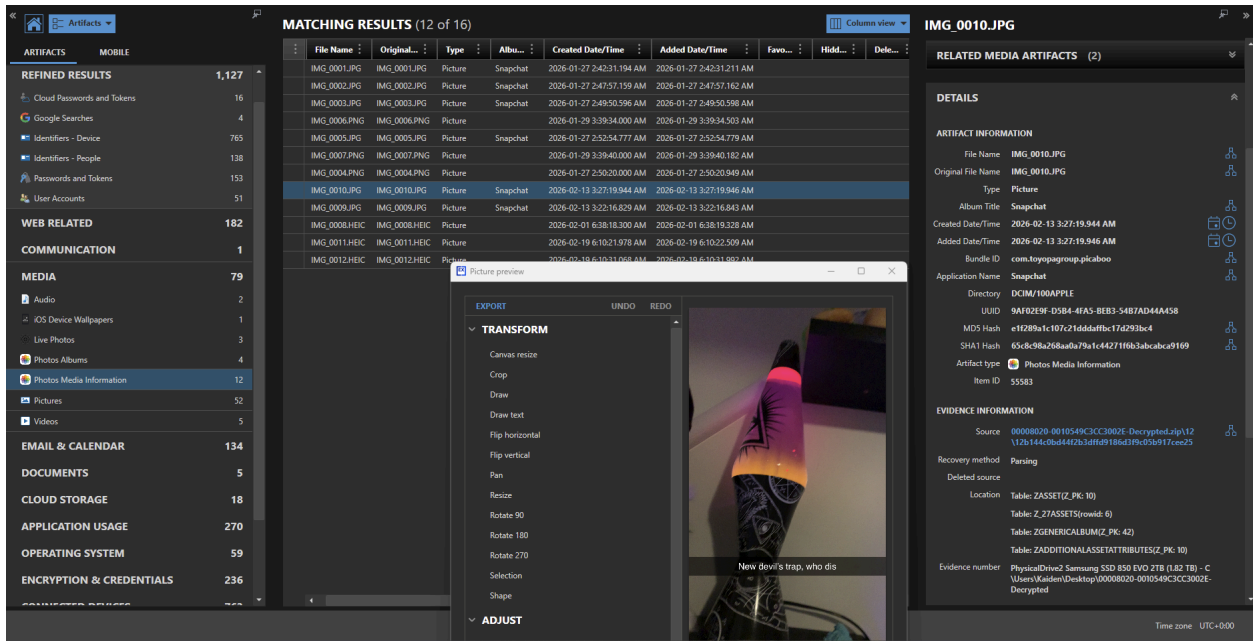 Artifacts
ARTIFACTS MOBILE
REFINED RESULTS 1,127
Cloud Passwords and Tokens 16
Google Searches 4
Identifiers - Device 765
Identifiers - People 138
Passwords and Tokens 153
User Accounts 51
WEB RELATED 182
COMMUNICATION 1
MEDIA 79
Audio 2
iOS Device Wallpapers 1
Live Photos 3
Photos Albums 4
Photos Media Information 12
Pictures 52
Videos 5
EMAIL & CALENDAR 134
DOCUMENTS 5
CLOUD STORAGE 18
APPLICATION USAGE 270
OPERATING SYSTEM 59
ENCRYPTION & CREDENTIALS 236
MATCHING RESULTS (12 of 16)
Column view
File Name Original... Type Albu... Created Date/Time Added Date/Time Favo... Hidd... Dele...
IMG_0001.JPG IMG_0001.JPG Picture Snapchat 2026-01-27 2:42:31.194 AM 2026-01-27 2:42:31.211 AM
IMG_0002.JPG IMG_0002.JPG Picture Snapchat 2026-01-27 2:47:57.159 AM 2026-01-27 2:47:57.162 AM
IMG_0003.JPG IMG_0003.JPG Picture Snapchat 2026-01-27 2:49:50.596 AM 2026-01-27 2:49:50.598 AM
IMG_0006.PNG IMG_0006.PNG Picture 2026-01-29 3:39:34.000 AM 2026-01-29 3:39:34.503 AM
IMG_0005.JPG IMG_0005.JPG Picture Snapchat 2026-01-27 2:52:54.777 AM 2026-01-27 2:52:54.779 AM
IMG_0007.PNG IMG_0007.PNG Picture 2026-01-29 3:39:40.000 AM 2026-01-29 3:39:40.182 AM
IMG_0004.PNG IMG_0004.PNG Picture 2026-01-27 2:50:20.000 AM 2026-01-27 2:50:20.949 AM
IMG_0010.JPG IMG_0010.JPG Picture Snapchat 2026-02-13 3:27:19.944 AM 2026-02-13 3:27:19.946 AM
IMG_0009.JPG IMG_0009.JPG Picture Snapchat 2026-02-13 3:22:16.829 AM 2026-02-13 3:22:16.843 AM
IMG_0008.HEIC IMG_0008.HEIC Picture 2026-02-01 6:38:18.300 AM 2026-02-01 6:38:19.328 AM
IMG_0011.HEIC IMG_0011.HEIC Picture 2026-02-19 6:10:21.978 AM 2026-02-19 6:10:22.509 AM
IMG_0012.HEIC IMG_0012.HEIC Picture 2026-02-19 6:10:31.068 AM 2026-02-19 6:10:31.992 AM
Picture preview
EXPORT UNDO REDO
TRANSFORM
Canvas resize
Crop
Draw
Draw text
Flip horizontal
Flip vertical
Pan
Resize
Rotate 90
Rotate 180
Rotate 270
Selection
Shape
ADJUST
New devil's trap, who dis
IMG_0010.JPG
RELATED MEDIA ARTIFACTS (2)
DETAILS
ARTIFACT INFORMATION
File Name IMG_0010.JPG
Original File Name IMG_0010.JPG
Type Picture
Album Title Snapchat
Created Date/Time 2026-02-13 3:27:19.944 AM
Added Date/Time 2026-02-13 3:27:19.946 AM
Bundle ID com.toyopagroup.picaboo
Application Name Snapchat
Directory DCIM/100APPLE
UUID 9AF02E9F-D5B4-4FA5-BEB3-54B7AD44A458
MD5 Hash e1f289a1c107c21dddaffbc17d293bc4
SHA1 Hash 65c8c98a268aa0a79a1c44271f6b3abcabca9169
Artifact type Photos Media Information
Item ID 55583
EVIDENCE INFORMATION
Source 00008020-0010549C3CC3002E-Decrypted.zip\12
\12b144c0bd44f2b3dffd9186d3f9c05b917cee25
Recovery method Parsing
Deleted source
Location Table: ZASSET(Z_PK: 10)
Table: Z_27ASSETS(rowid: 6)
Table: ZGENERICALBUM(Z_PK: 42)
Table: ZADDITIONALASSETATTRIBUTES(Z_PK: 10)
Evidence number PhysicalDrive2 Samsung SSD 850 EVO 2TB (1.82 TB) - C
\Users\Kaiden\Desktop\00008020-0010549C3CC3002E-
Decrypted
Time zone UTC+0:00